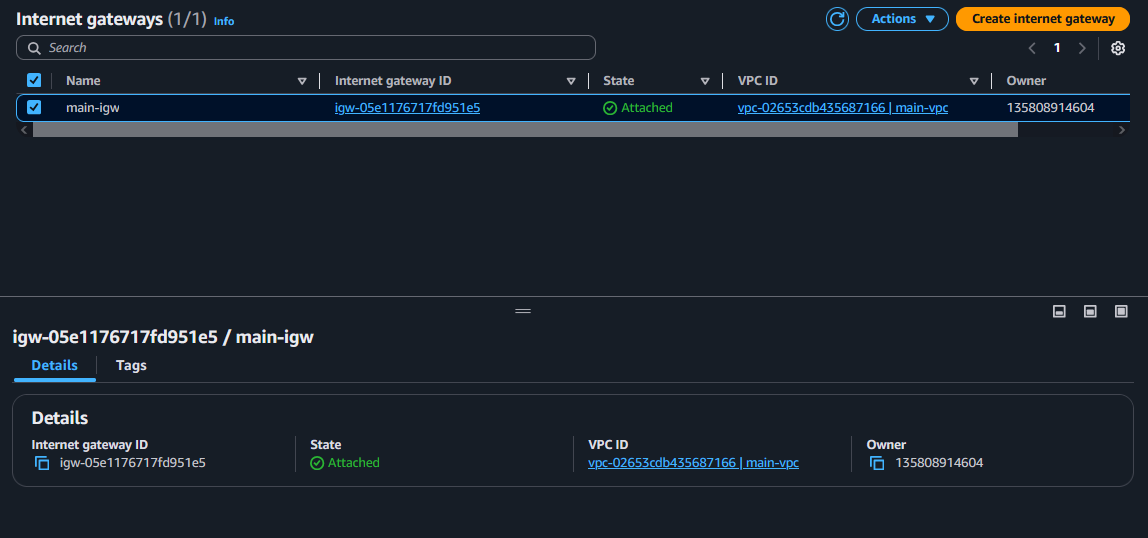 Internet gateways (1/1) Info
Actions
Create internet gateway
Search
1
Name Internet gateway ID State VPC ID Owner
main-igw igw-05e1176717fd951e5 Attached vpc-02653cdb435687166 | main-vpc 135808914604
igw-05e1176717fd951e5 / main-igw
Details Tags
Details
Internet gateway ID State VPC ID Owner
igw-05e1176717fd951e5 Attached vpc-02653cdb435687166 | main-vpc 135808914604